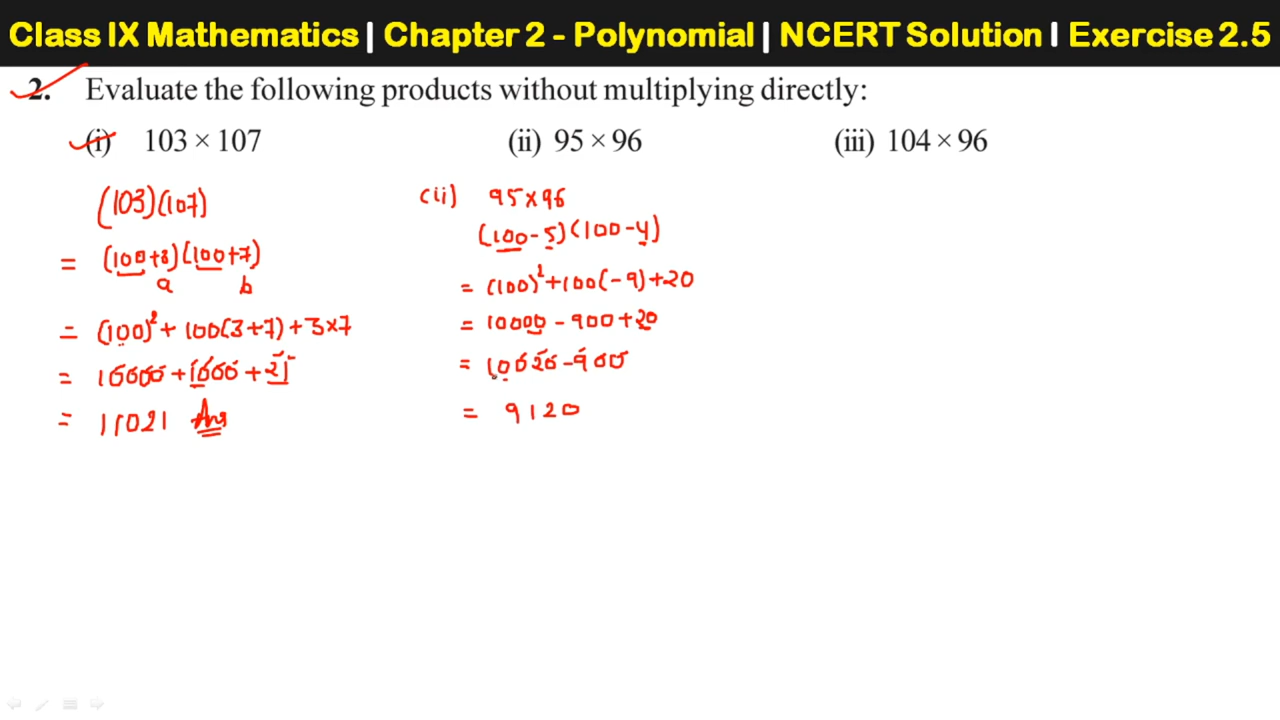 Class IX Mathematics | Chapter 2 - Polynomial | NCERT Solution | Exercise 2.5
2. Evaluate the following products without multiplying directly:
(i) 103 × 107 (ii) 95 × 96 (iii) 104 × 96
(103)(107)
= (100+3)(100+7)
a b
= (100)² + 100(3+7) + 3×7
= 10000 + 1000 + 21
= 11021 Ans
(ii) 95×96
(100-5)(100-4)
= (100)² + 100(-9) + 20
= 10000 - 900 + 20
= 10020 - 900
= 9120